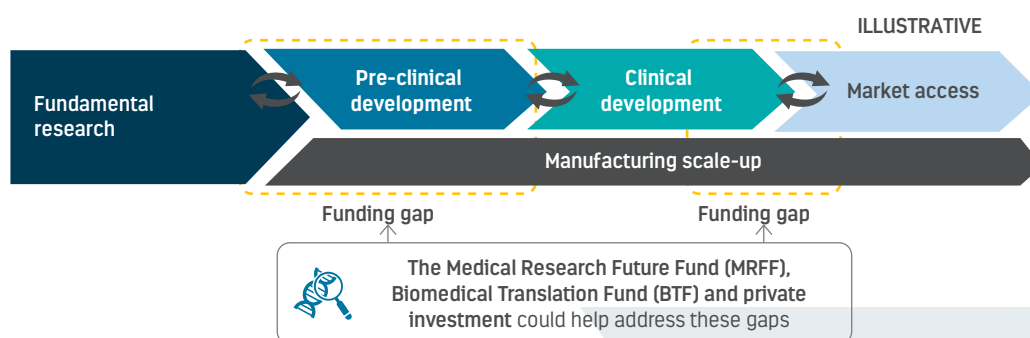 ILLUSTRATIVE
Fundamental
research
Pre-clinical
development
Clinical
development
Market access
Manufacturing scale-up
Funding gap
Funding gap
The Medical Research Future Fund (MRFF),
Biomedical Translation Fund (BTF) and private
investment could help address these gaps